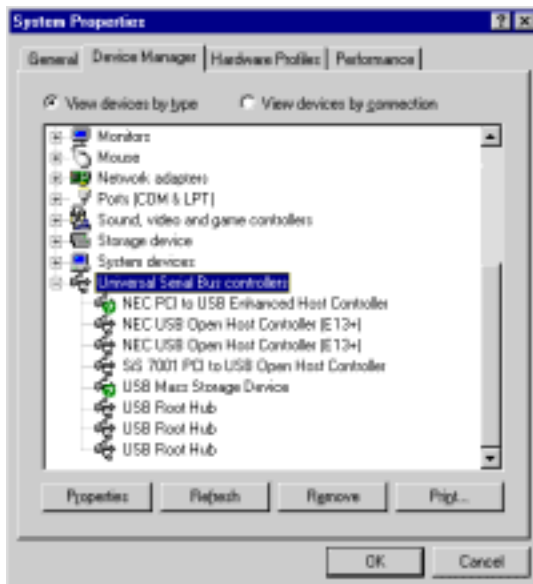 System Properties
General
Device Manager
Hardware Profiles
Performance
View devices by type
View devices by connection
Monitors
Mouse
Network adapters
Ports (COM & LPT)
Sound, video and game controllers
Storage device
System devices
Universal Serial Bus controllers
NEC PCI to USB Enhanced Host Controller
NEC USB Open Host Controller (E13+)
NEC USB Open Host Controller (E13+)
SiS 7001 PCI to USB Open Host Controller
USB Mass Storage Device
USB Root Hub
USB Root Hub
USB Root Hub
Properties
Refresh
Remove
Print...
OK
Cancel